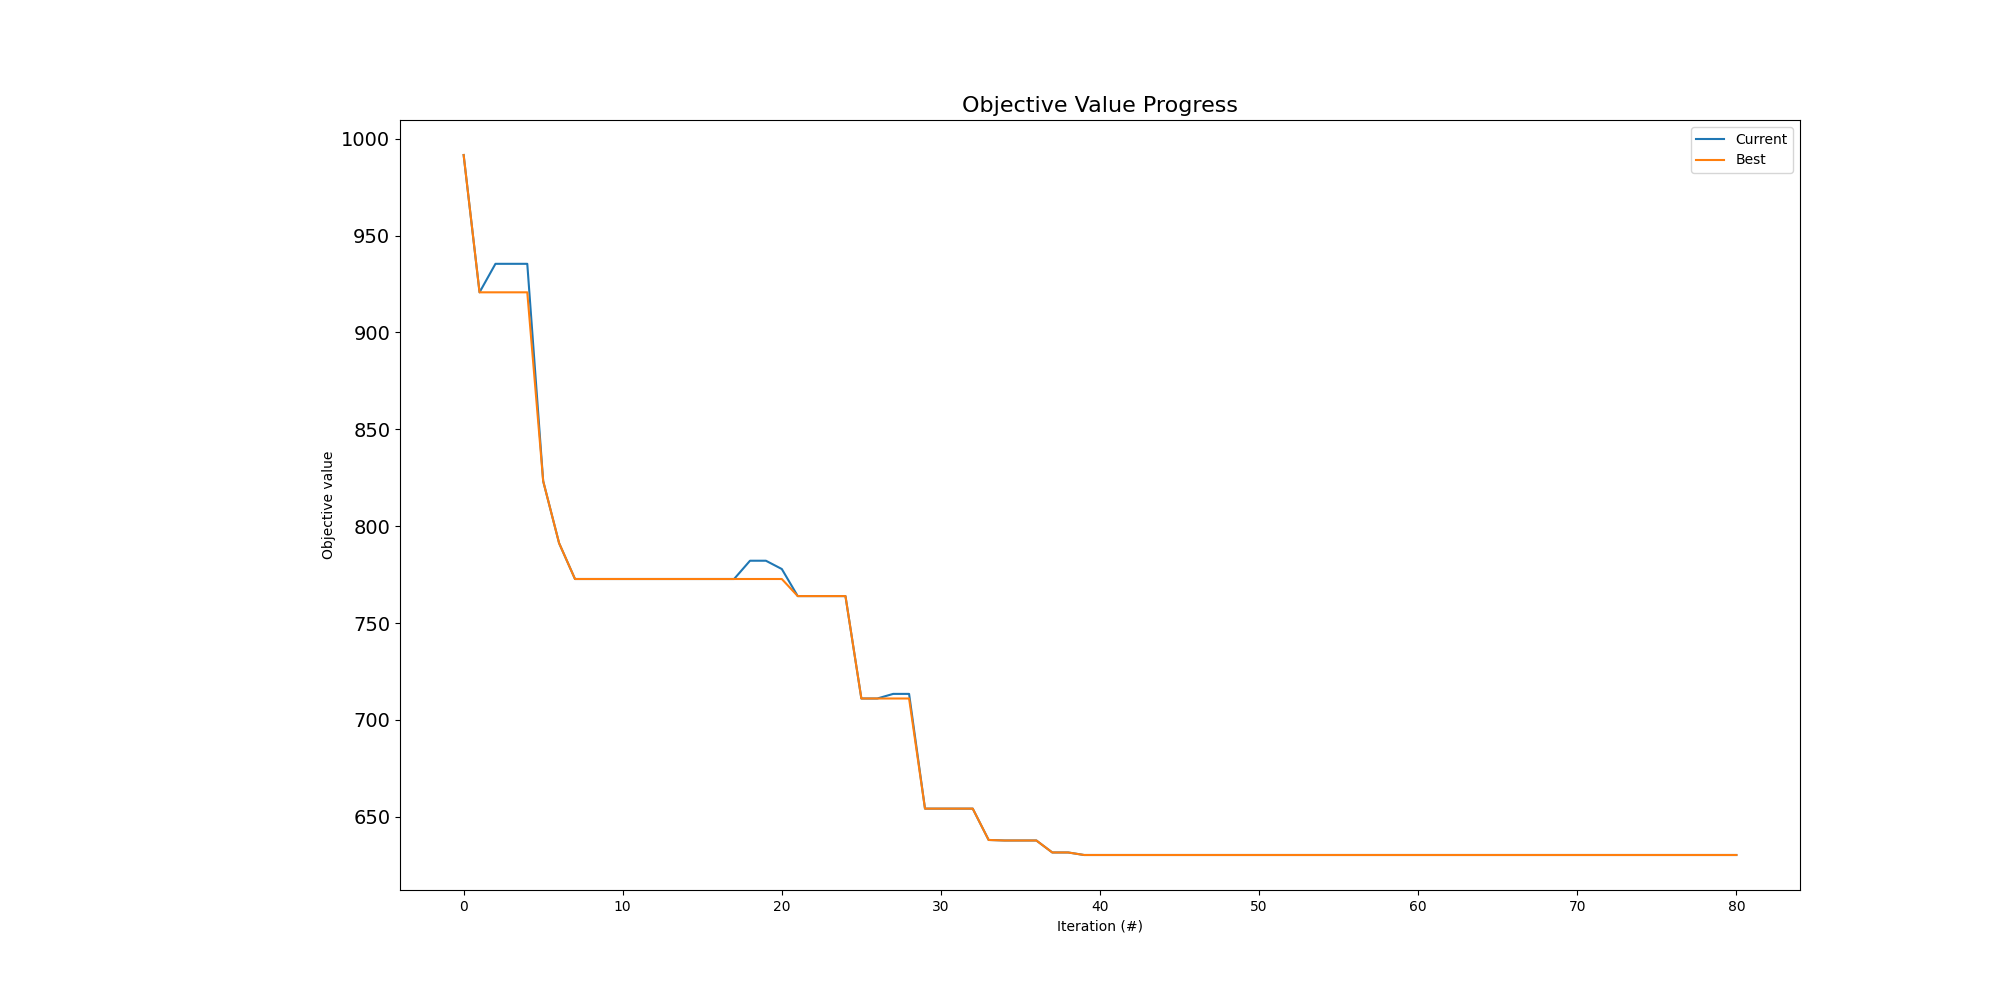 Objective Value Progress
Current
Best
1000
950
900
850
800
750
700
650
Objective value
0 10 20 30 40 50 60 70 80
Iteration (#)